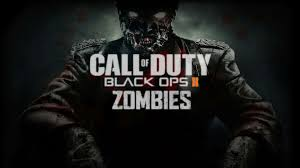 CALL OF DUTY
BLACK OPS II
ZOMBIES